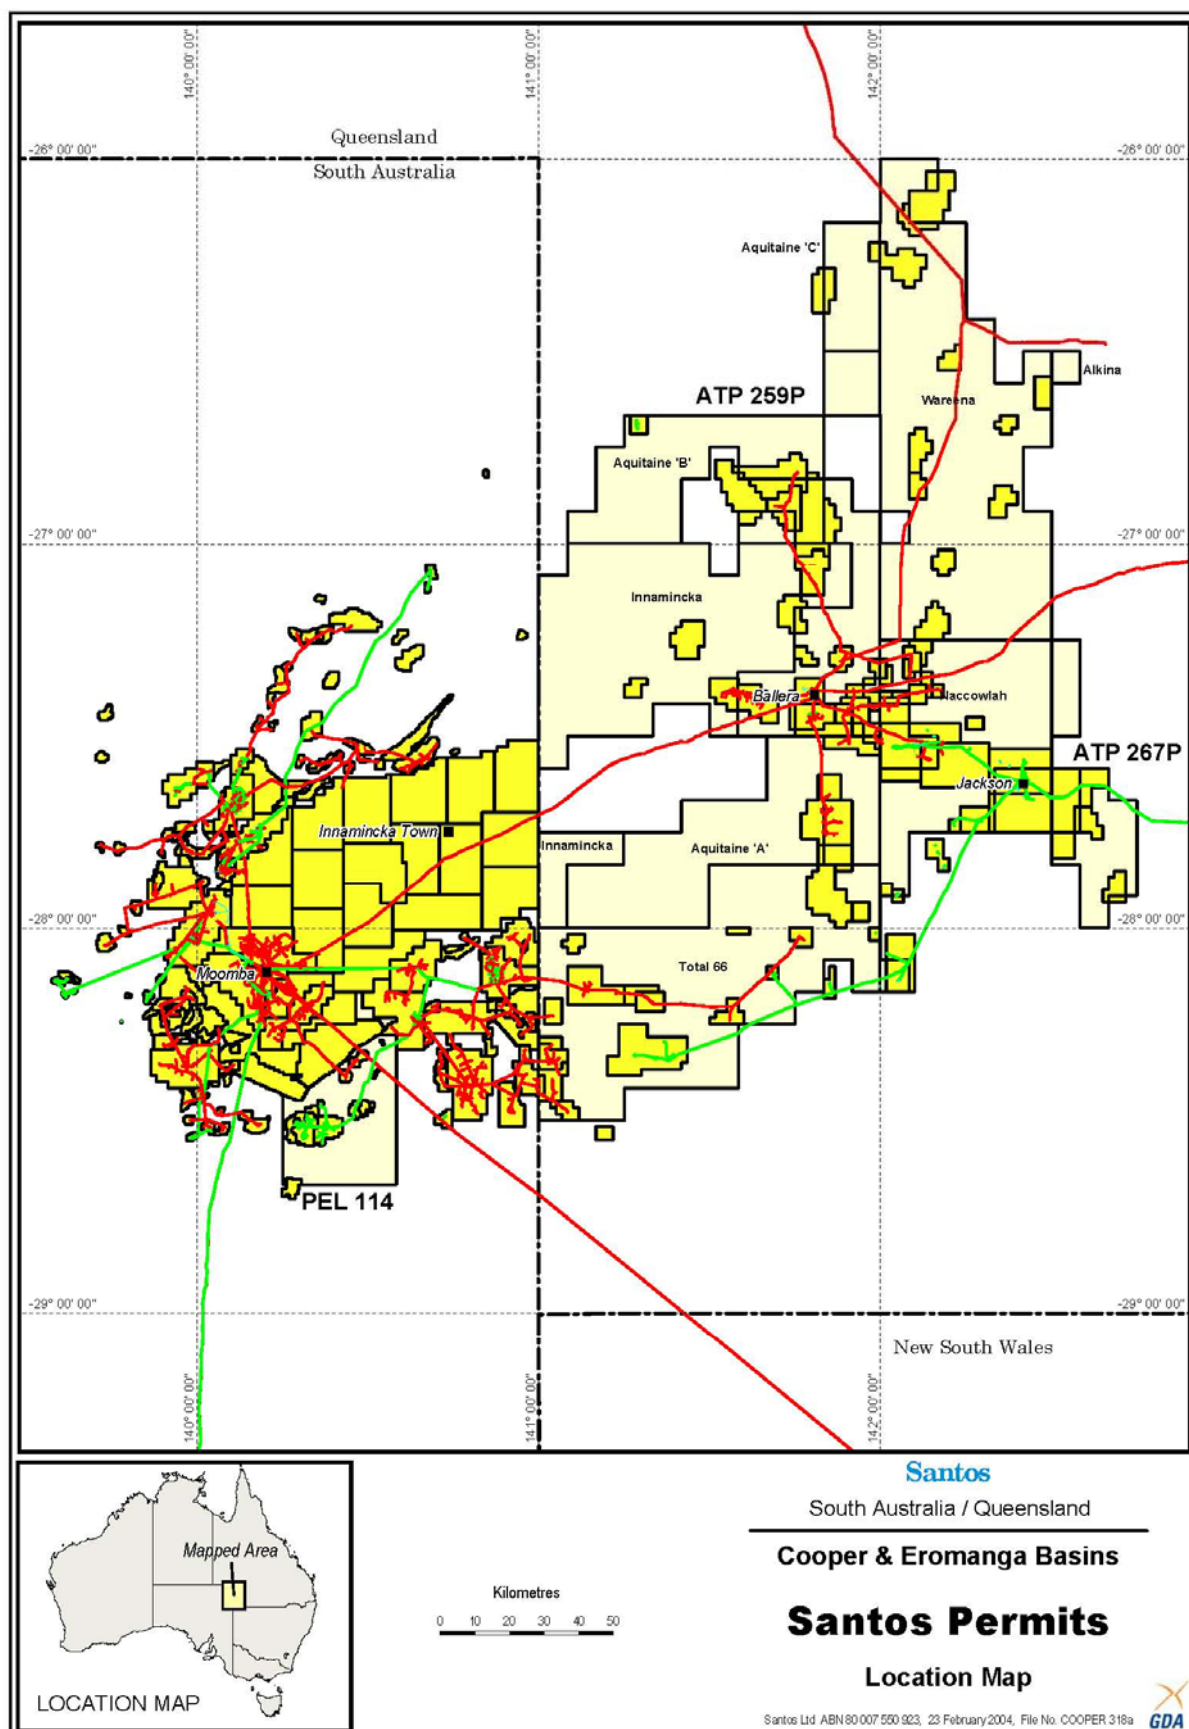 140° 00' 00"
141° 00' 00"
142° 00' 00"
Queensland
-26° 00' 00"
-26° 00' 00"
South Australia
Aquitaine 'C'
Alkina
ATP 259P
Wareena
Aquitaine 'B'
-27° 00' 00"
-27° 00' 00"
Innamincka
Ballera
Naccowlah
ATP 267P
Jackson
Innamincka Town
Innamincka
Aquitaine 'A'
-28° 00' 00"
-28° 00' 00"
Moomba
Total 66
PEL 114
-29° 00' 00"
-29° 00' 00"
New South Wales
140° 00' 00"
141° 00' 00"
142° 00' 00"
Santos
South Australia / Queensland
Mapped Area
Cooper & Eromanga Basins
Kilometres
0 10 20 30 40 50
Santos Permits
Location Map
LOCATION MAP
Santos Ltd ABN 80 007 550 923, 23 February 2004, File No. COOPER 318a
GDA